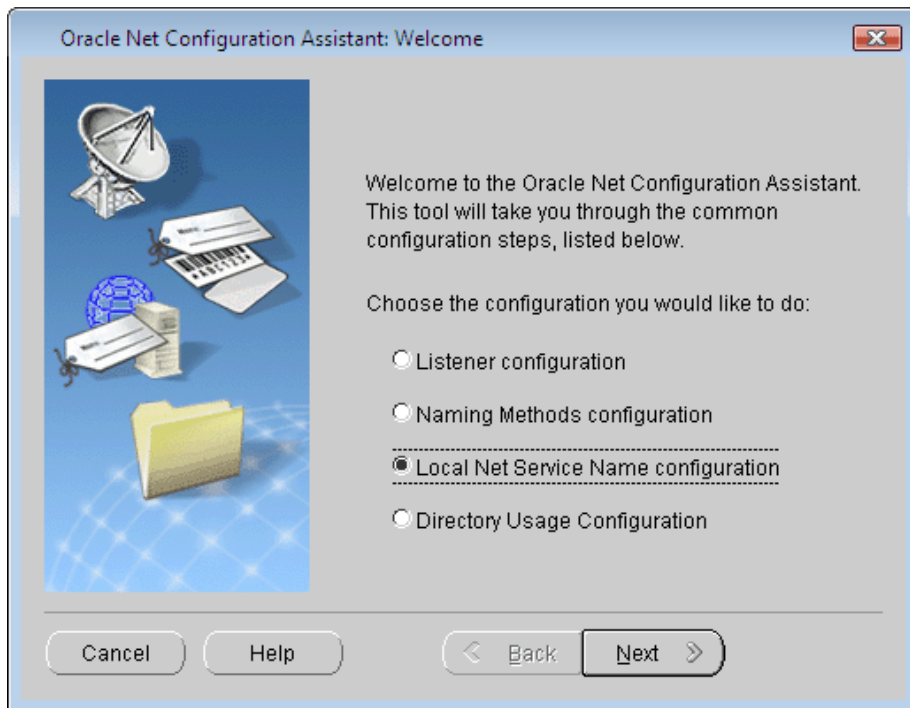 Oracle Net Configuration Assistant: Welcome
Welcome to the Oracle Net Configuration Assistant.
This tool will take you through the common
configuration steps, listed below.
Choose the configuration you would like to do:
Listener configuration
Naming Methods configuration
Local Net Service Name configuration
Directory Usage Configuration
Cancel
Help
Back
Next